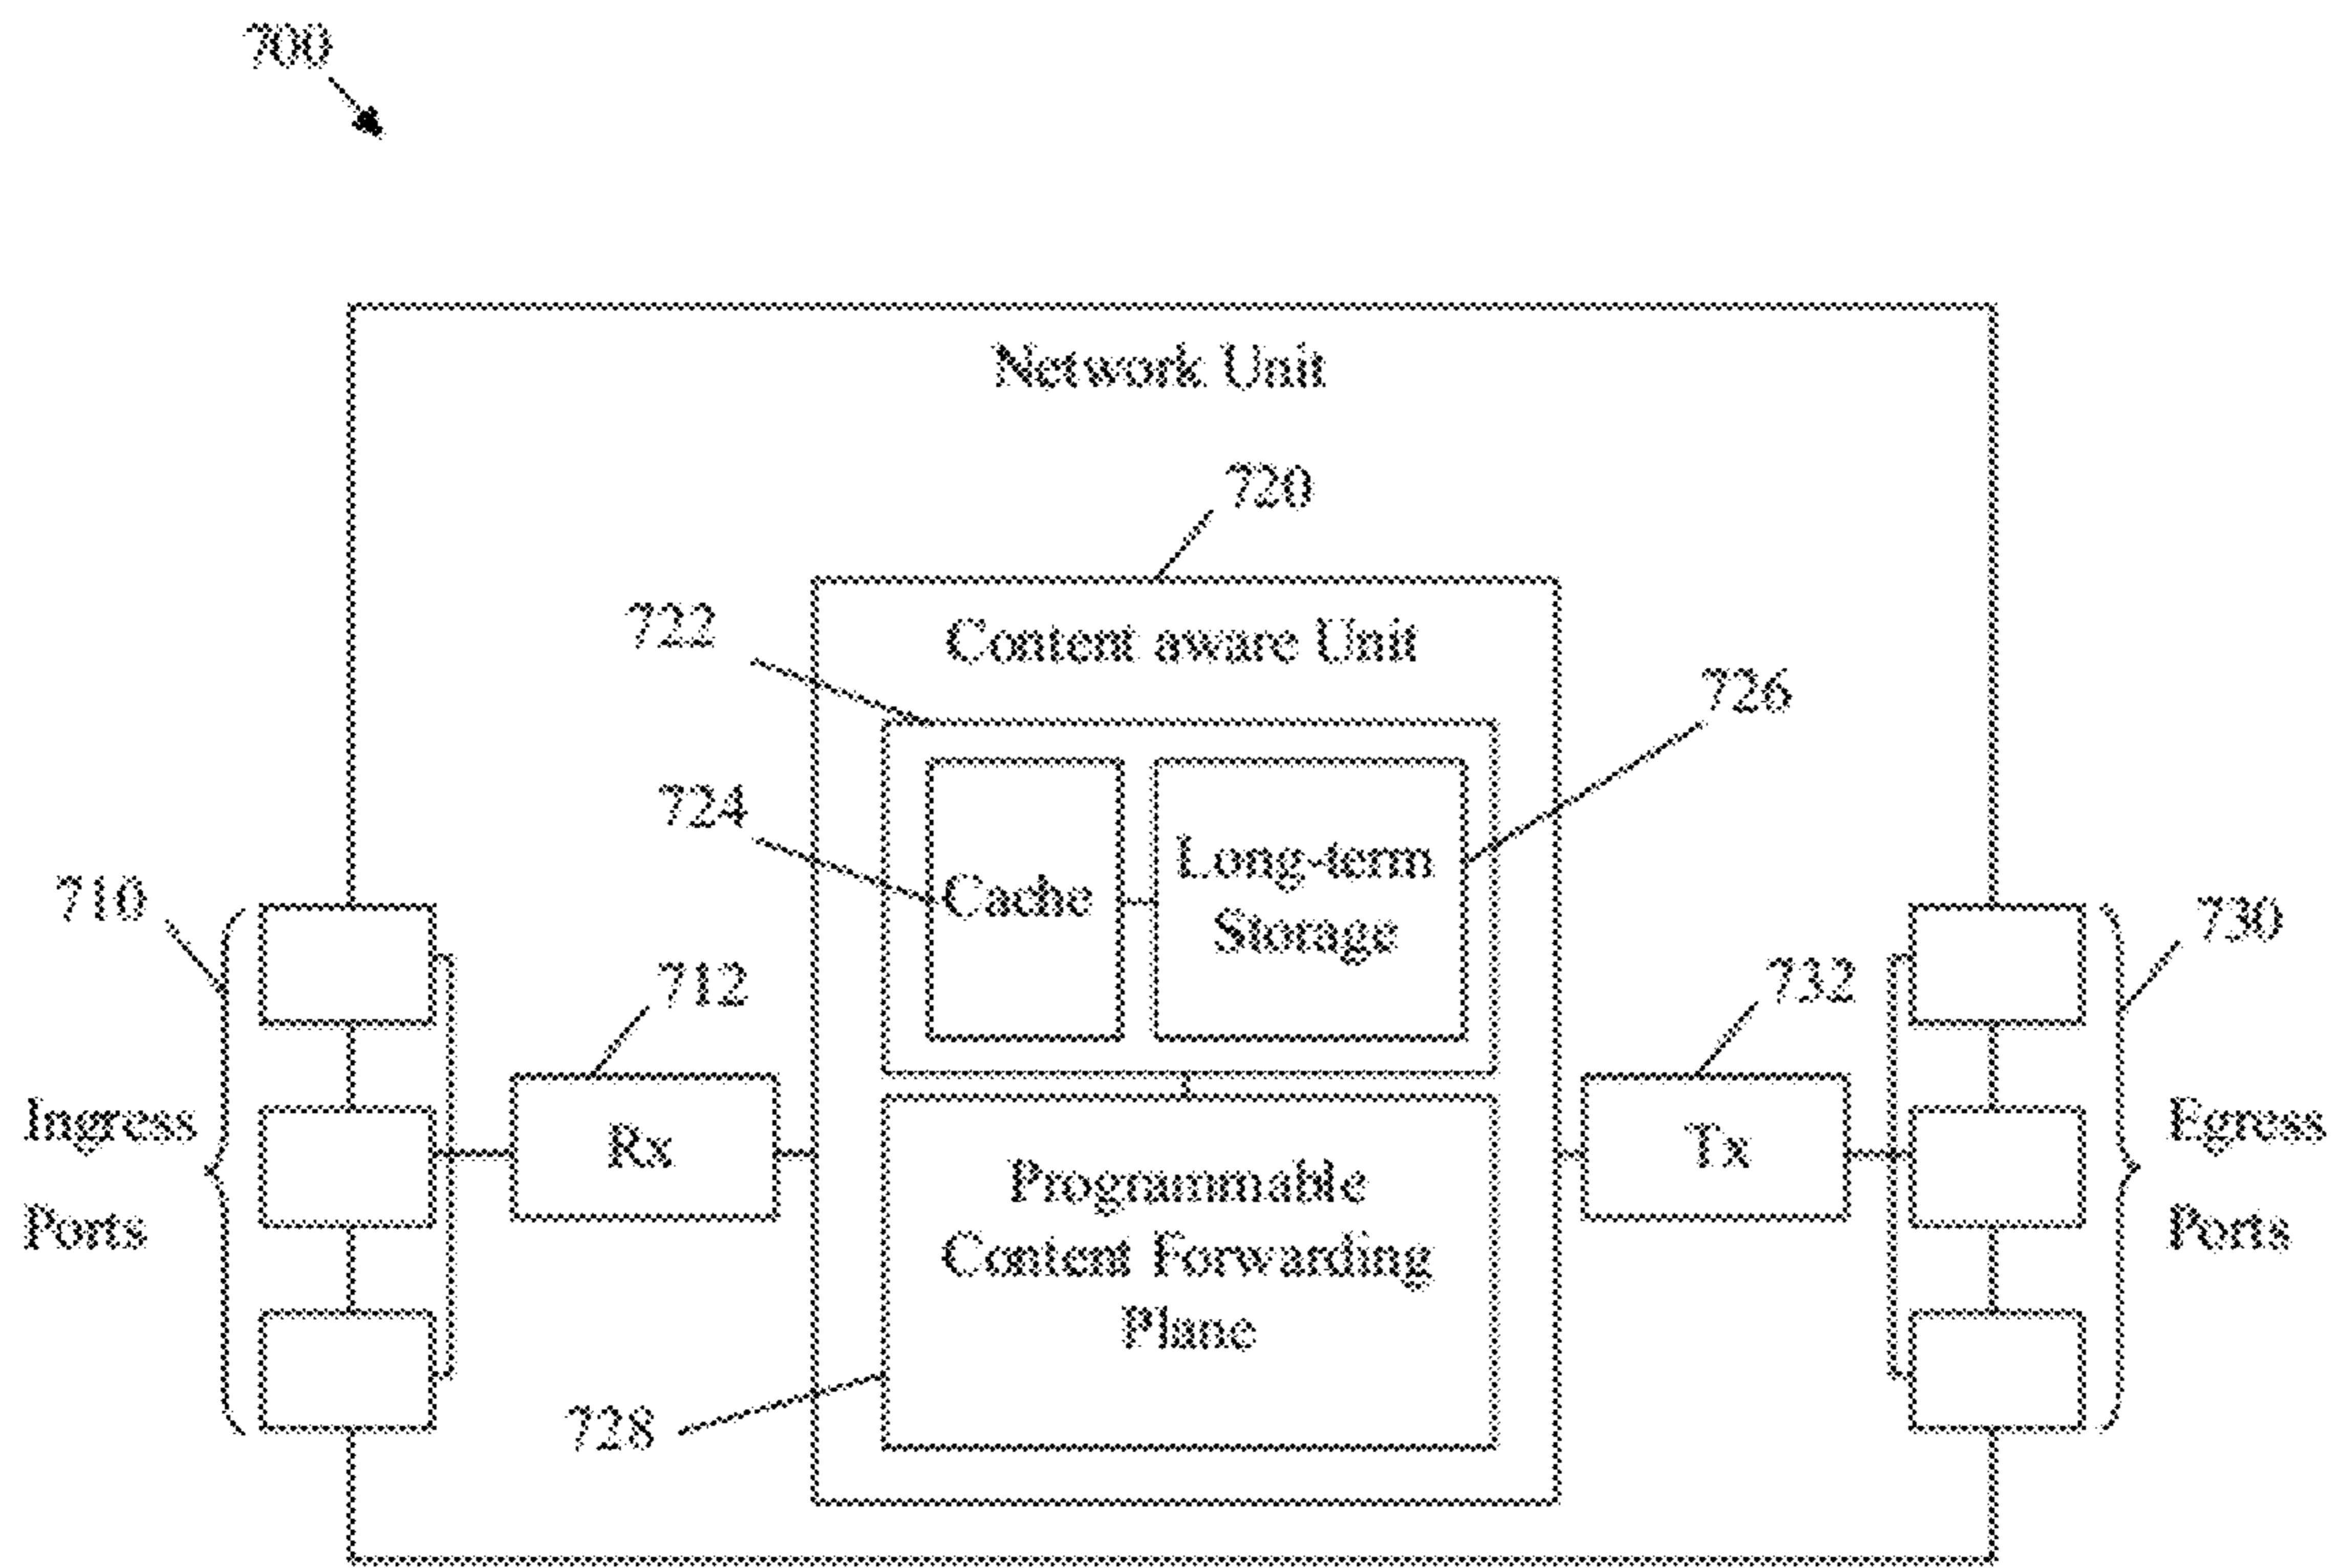 700
Network Unit
720
722
Content aware Unit
726
724
Cache
Long-term
Storage
710
730
712
732
Ingress
Ports
Rx
Tx
Egress
Ports
Programmable
Content Forwarding
Plane
728